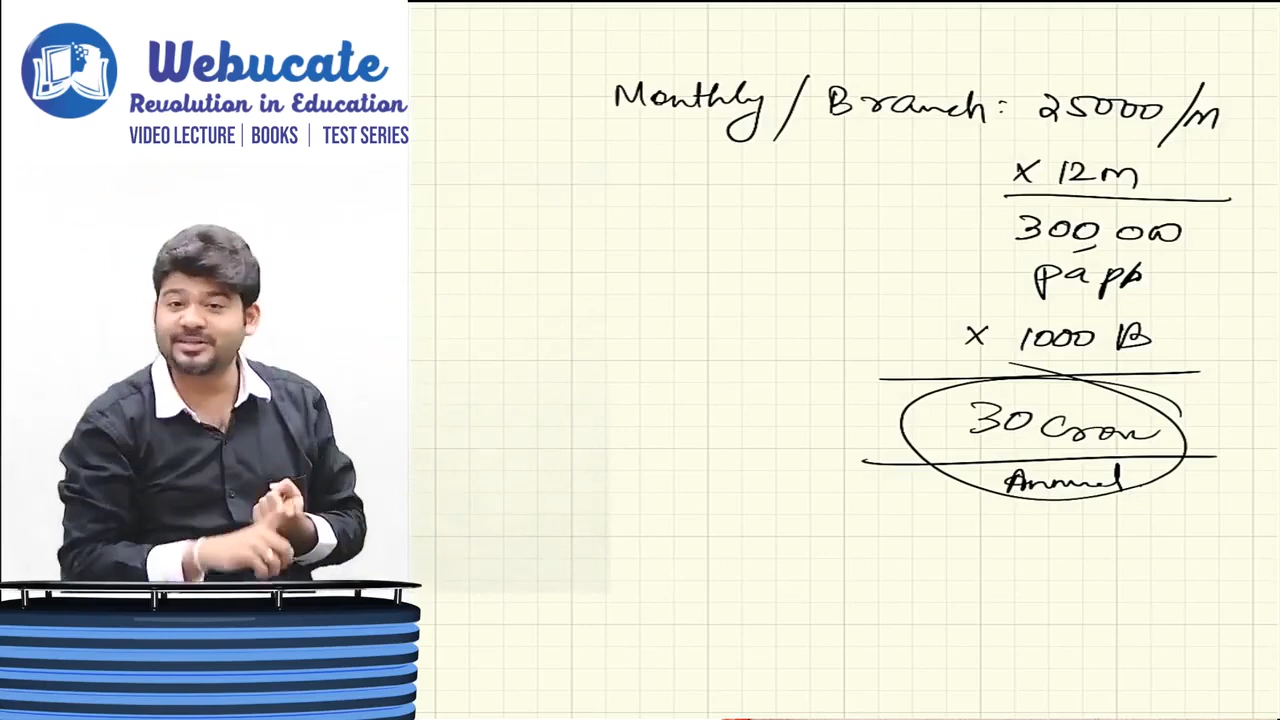 Webucate
Revolution in Education
VIDEO LECTURE | BOOKS | TEST SERIES
Monthly / Branch: 25000/m
x 12m
300,000
papb
x 1000 B
30 Crore
Annual